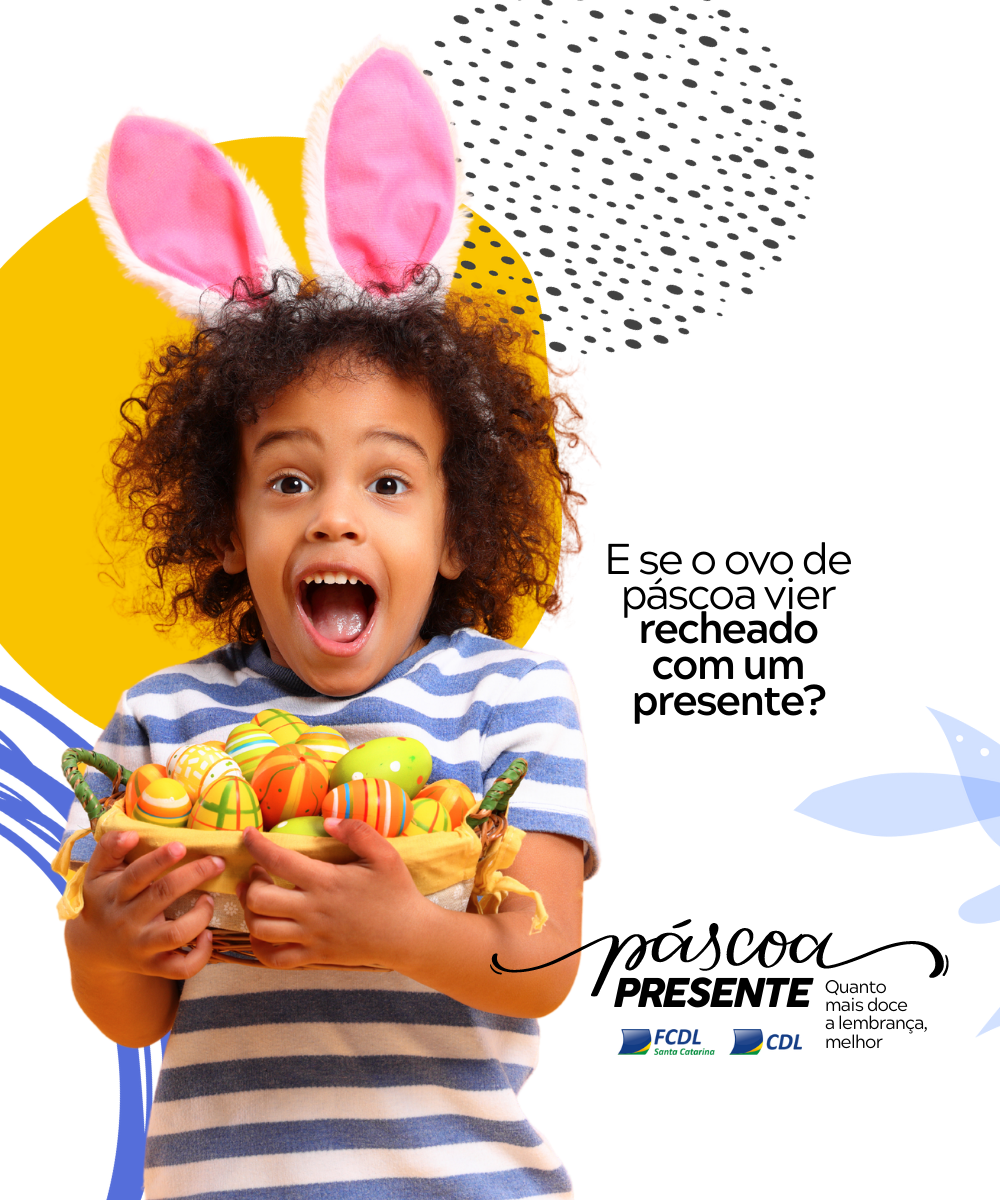 E se o ovo de
páscoa vier
recheado
com um
presente?
páscoa
PRESENTE
Quanto
mais doce
a lembrança,
melhor
FCDL
Santa Catarina
CDL